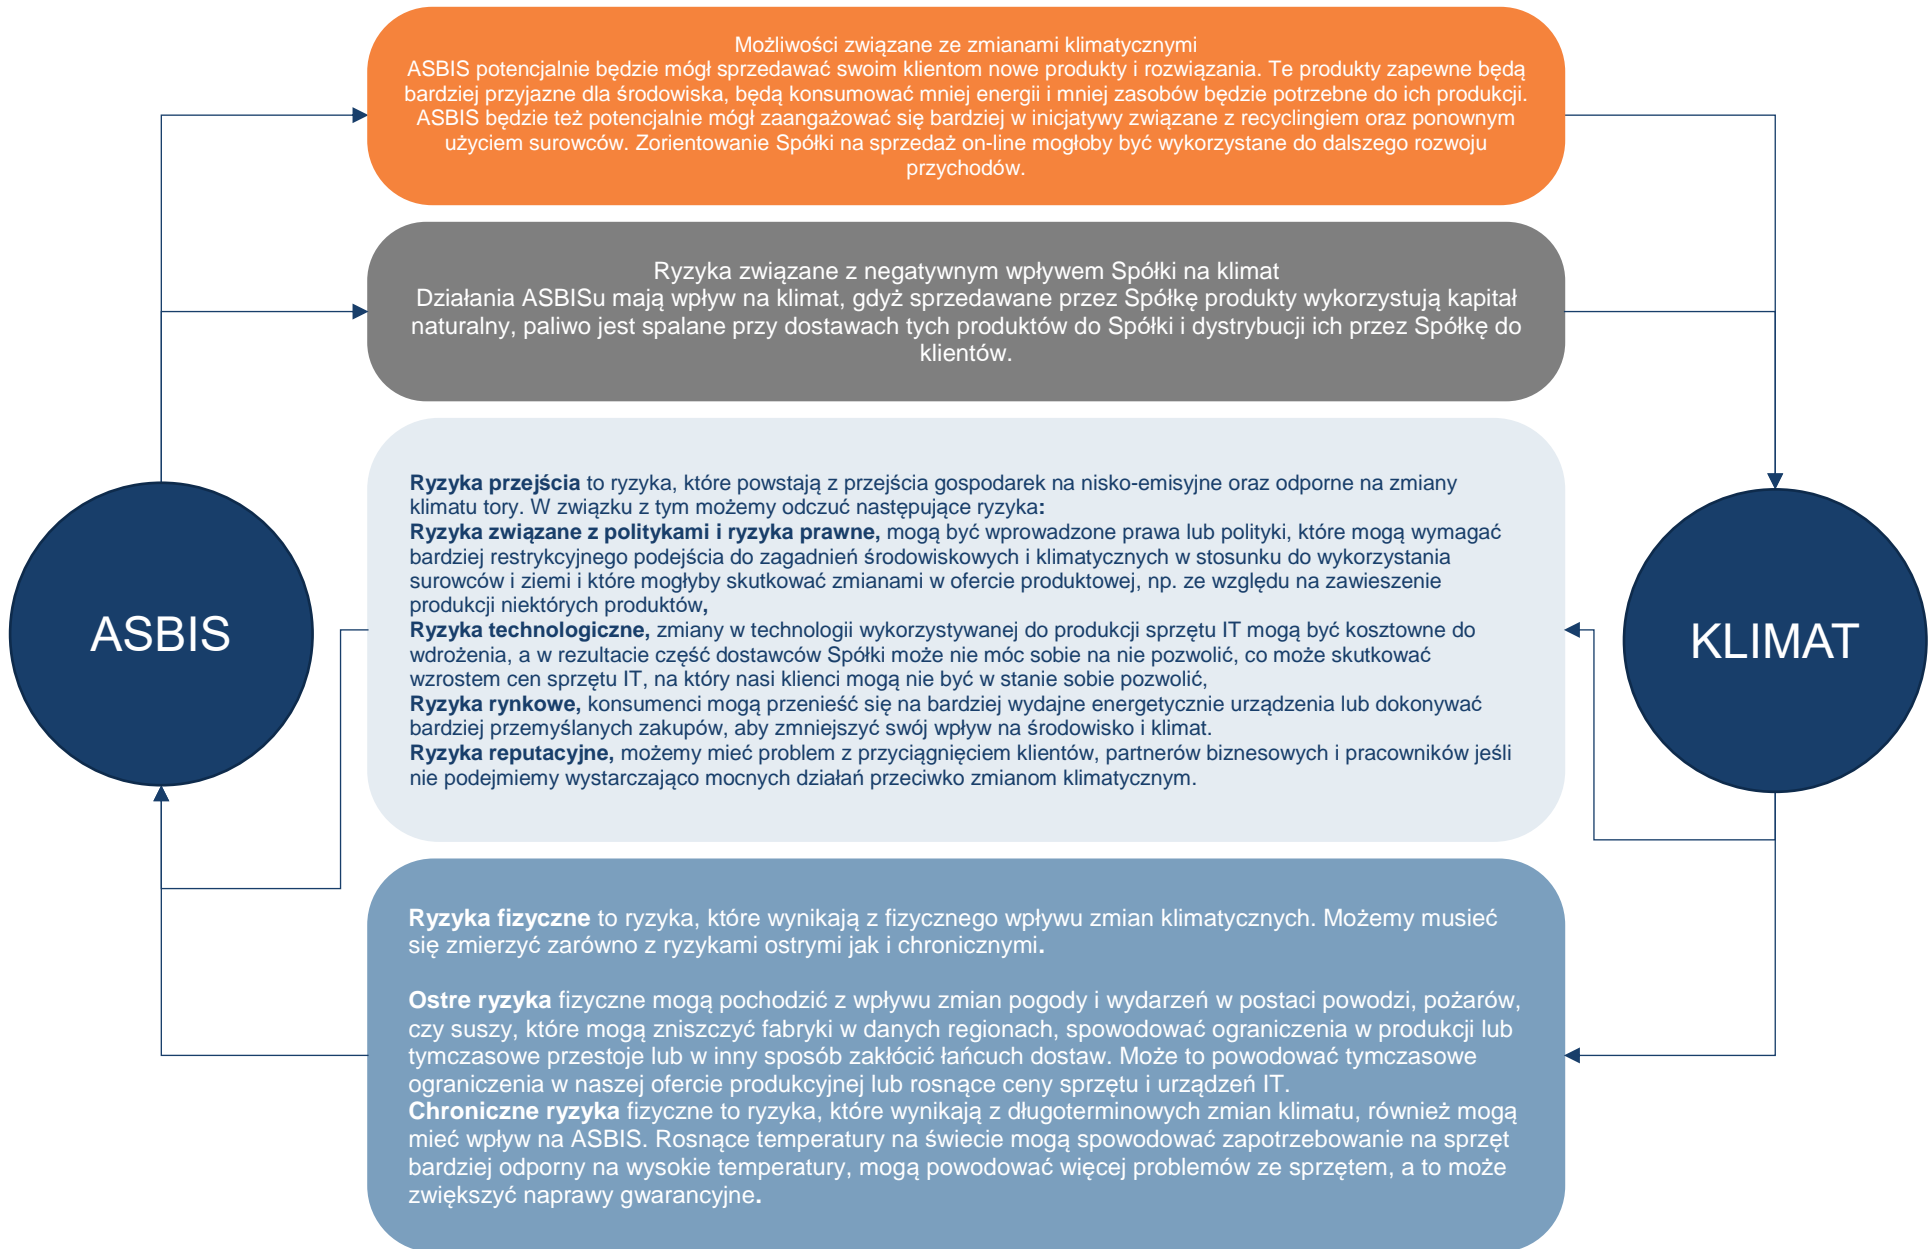 Możliwości związane ze zmianami klimatycznymi
ASBIS potencjalnie będzie mógł sprzedawać swoim klientom nowe produkty i rozwiązania. Te produkty zapewne będą
bardziej przyjazne dla środowiska, będą konsumować mniej energii i mniej zasobów będzie potrzebne do ich produkcji.
ASBIS będzie też potencjalnie mógł zaangażować się bardziej w inicjatywy związane z recyclingiem oraz ponownym
użyciem surowców. Zorientowanie Spółki na sprzedaż on-line mogłoby być wykorzystane do dalszego rozwoju
przychodów.
Ryzyka związane z negatywnym wpływem Spółki na klimat
Działania ASBISu mają wpływ na klimat, gdyż sprzedawane przez Spółkę produkty wykorzystują kapitał
naturalny, paliwo jest spalane przy dostawach tych produktów do Spółki i dystrybucji ich przez Spółkę do
klientów.
ASBIS
Ryzyka przejścia to ryzyka, które powstają z przejścia gospodarek na nisko-emisyjne oraz odporne na zmiany
klimatu tory. W związku z tym możemy odczuć następujące ryzyka:
Ryzyka związane z politykami i ryzyka prawne, mogą być wprowadzone prawa lub polityki, które mogą wymagać
bardziej restrykcyjnego podejścia do zagadnień środowiskowych i klimatycznych w stosunku do wykorzystania
surowców i ziemi i które mogłyby skutkować zmianami w ofercie produktowej, np. ze względu na zawieszenie
produkcji niektórych produktów,
Ryzyka technologiczne, zmiany w technologii wykorzystywanej do produkcji sprzętu IT mogą być kosztowne do
wdrożenia, a w rezultacie część dostawców Spółki może nie móc sobie na nie pozwolić, co może skutkować
wzrostem cen sprzętu IT, na który nasi klienci mogą nie być w stanie sobie pozwolić,
Ryzyka rynkowe, konsumenci mogą przenieść się na bardziej wydajne energetycznie urządzenia lub dokonywać
bardziej przemyślanych zakupów, aby zmniejszyć swój wpływ na środowisko i klimat.
Ryzyka reputacyjne, możemy mieć problem z przyciągnięciem klientów, partnerów biznesowych i pracowników jeśli
nie podejmiemy wystarczająco mocnych działań przeciwko zmianom klimatycznym.
KLIMAT
Ryzyka fizyczne to ryzyka, które wynikają z fizycznego wpływu zmian klimatycznych. Możemy musieć
się zmierzyć zarówno z ryzykami ostrymi jak i chronicznymi.
Ostre ryzyka fizyczne mogą pochodzić z wpływu zmian pogody i wydarzeń w postaci powodzi, pożarów,
czy suszy, które mogą zniszczyć fabryki w danych regionach, spowodować ograniczenia w produkcji lub
tymczasowe przestoje lub w inny sposób zakłócić łańcuch dostaw. Może to powodować tymczasowe
ograniczenia w naszej ofercie produkcyjnej lub rosnące ceny sprzętu i urządzeń IT.
Chroniczne ryzyka fizyczne to ryzyka, które wynikają z długoterminowych zmian klimatu, również mogą
mieć wpływ na ASBIS. Rosnące temperatury na świecie mogą spowodować zapotrzebowanie na sprzęt
bardziej odporny na wysokie temperatury, mogą powodować więcej problemów ze sprzętem, a to może
zwiększyć naprawy gwarancyjne.